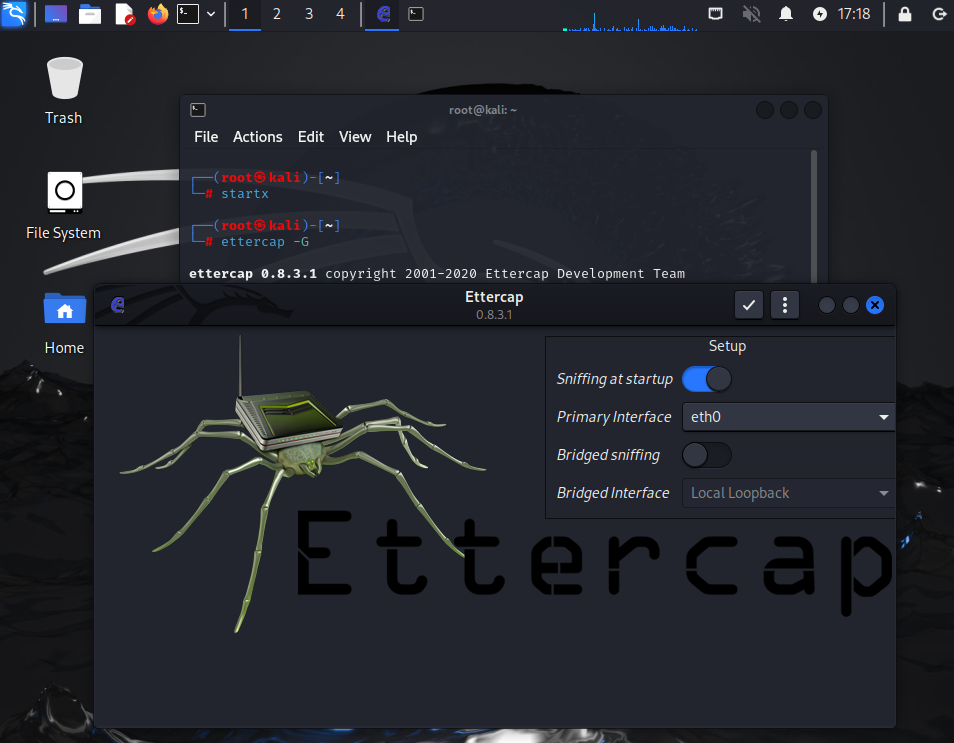 1 2 3 4 17:18
Trash
File System
Home
root@kali: ~
File Actions Edit View Help
┌──(root㉿kali)-[~]
└─# startx
┌──(root㉿kali)-[~]
└─# ettercap -G
ettercap 0.8.3.1 copyright 2001-2020 Ettercap Development Team
Ettercap
0.8.3.1
Setup
Sniffing at startup
Primary Interface eth0
Bridged sniffing
Bridged Interface Local Loopback
Ettercap